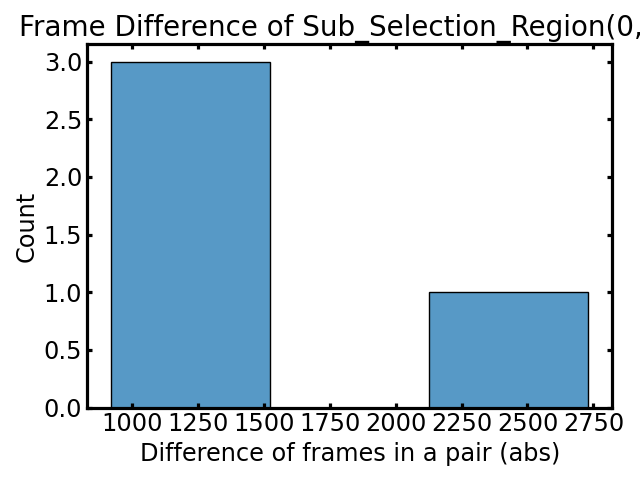 Frame Difference of Sub_Selection_Region(0,
3.0
2.5
2.0
1.5
1.0
0.5
0.0
Count
1000 1250 1500 1750 2000 2250 2500 2750
Difference of frames in a pair (abs)